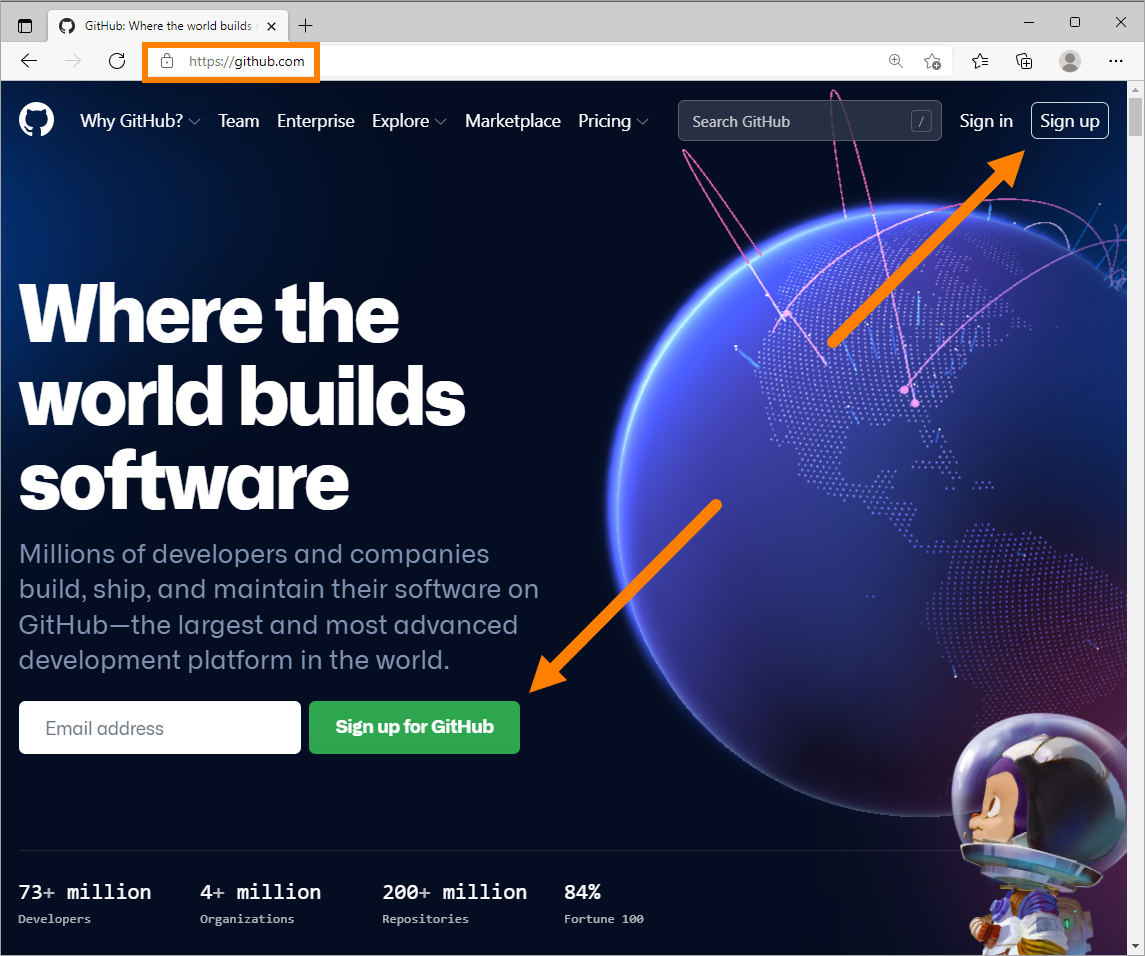 GitHub: Where the world builds s
https://github.com
Why GitHub? Team Enterprise Explore Marketplace Pricing Search GitHub / Sign in Sign up
Where the
world builds
software
Millions of developers and companies
build, ship, and maintain their software on
GitHub—the largest and most advanced
development platform in the world.
Email address Sign up for GitHub
73+ million 4+ million 200+ million 84%
Developers Organizations Repositories Fortune 100